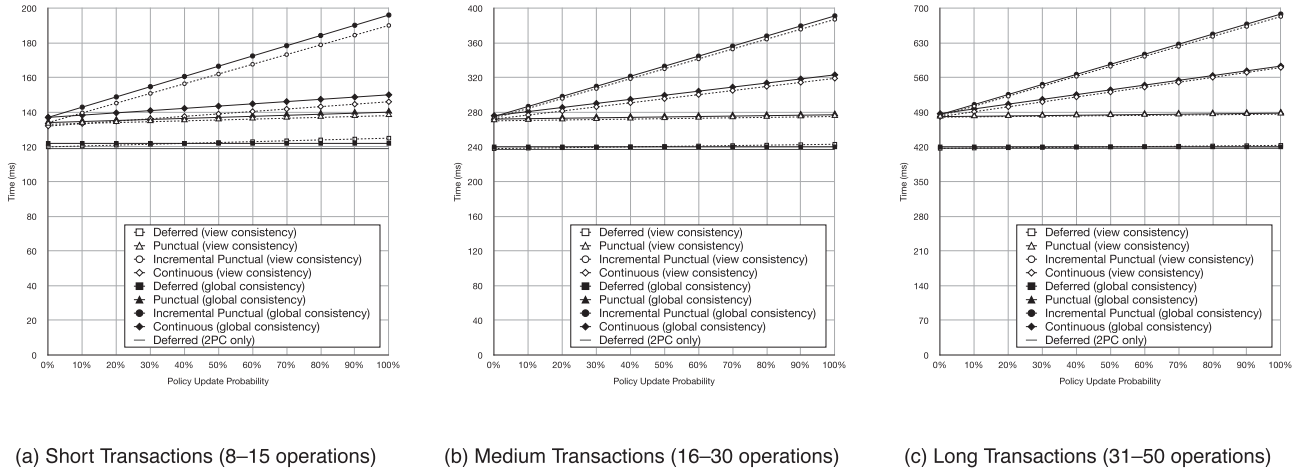 200
180
160
140
120
100
80
60
40
20
0
Time (ms)
Deferred (view consistency)
Punctual (view consistency)
Incremental Punctual (view consistency)
Continuous (view consistency)
Deferred (global consistency)
Punctual (global consistency)
Incremental Punctual (global consistency)
Continuous (global consistency)
Deferred (2PC only)
0% 10% 20% 30% 40% 50% 60% 70% 80% 90% 100%
Policy Update Probability
(a) Short Transactions (8–15 operations)
400
360
320
280
240
200
160
120
80
40
0
Time (ms)
Deferred (view consistency)
Punctual (view consistency)
Incremental Punctual (view consistency)
Continuous (view consistency)
Deferred (global consistency)
Punctual (global consistency)
Incremental Punctual (global consistency)
Continuous (global consistency)
Deferred (2PC only)
0% 10% 20% 30% 40% 50% 60% 70% 80% 90% 100%
Policy Update Probability
(b) Medium Transactions (16–30 operations)
700
630
560
490
420
350
280
210
140
70
0
Time (ms)
Deferred (view consistency)
Punctual (view consistency)
Incremental Punctual (view consistency)
Continuous (view consistency)
Deferred (global consistency)
Punctual (global consistency)
Incremental Punctual (global consistency)
Continuous (global consistency)
Deferred (2PC only)
0% 10% 20% 30% 40% 50% 60% 70% 80% 90% 100%
Policy Update Probability
(c) Long Transactions (31–50 operations)